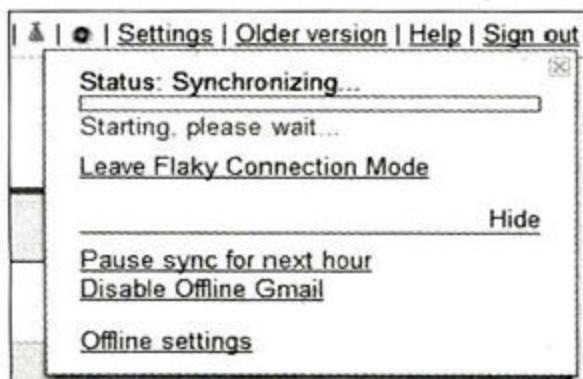 | | Settings | Older version | Help | Sign out
Status: Synchronizing...
Starting, please wait...
Leave Flaky Connection Mode
Hide
Pause sync for next hour
Disable Offline Gmail
Offline settings